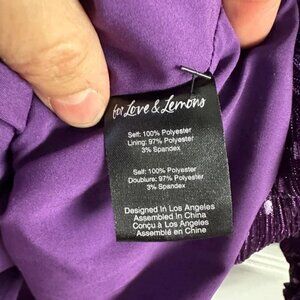 for Love & Lemons
Self: 100% Polyester
Lining: 97% Polyester
3% Spandex
Self: 100% Polyester
Doublure: 97% Polyester
3% Spandex
Designed In Los Angeles
Assembled in China
Conçu à Los Angeles
Assemblé en Chine